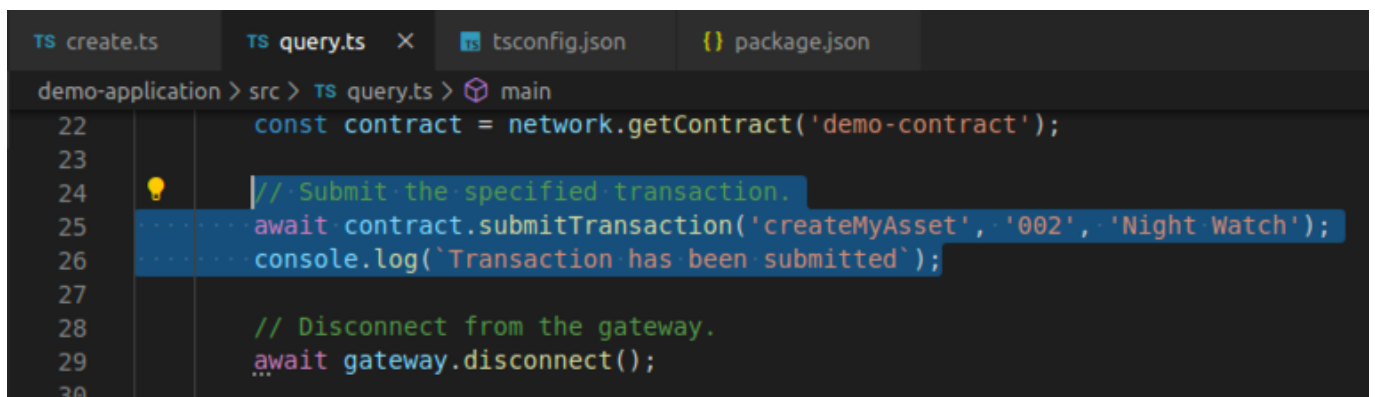 TS create.ts TS query.ts × TS tsconfig.json {} package.json
demo-application > src > TS query.ts > main
22 const contract = network.getContract('demo-contract');
23
24 // Submit the specified transaction.
25 await contract.submitTransaction('createMyAsset', '002', 'Night Watch');
26 console.log(`Transaction has been submitted`);
27
28 // Disconnect from the gateway.
29 await gateway.disconnect();
30